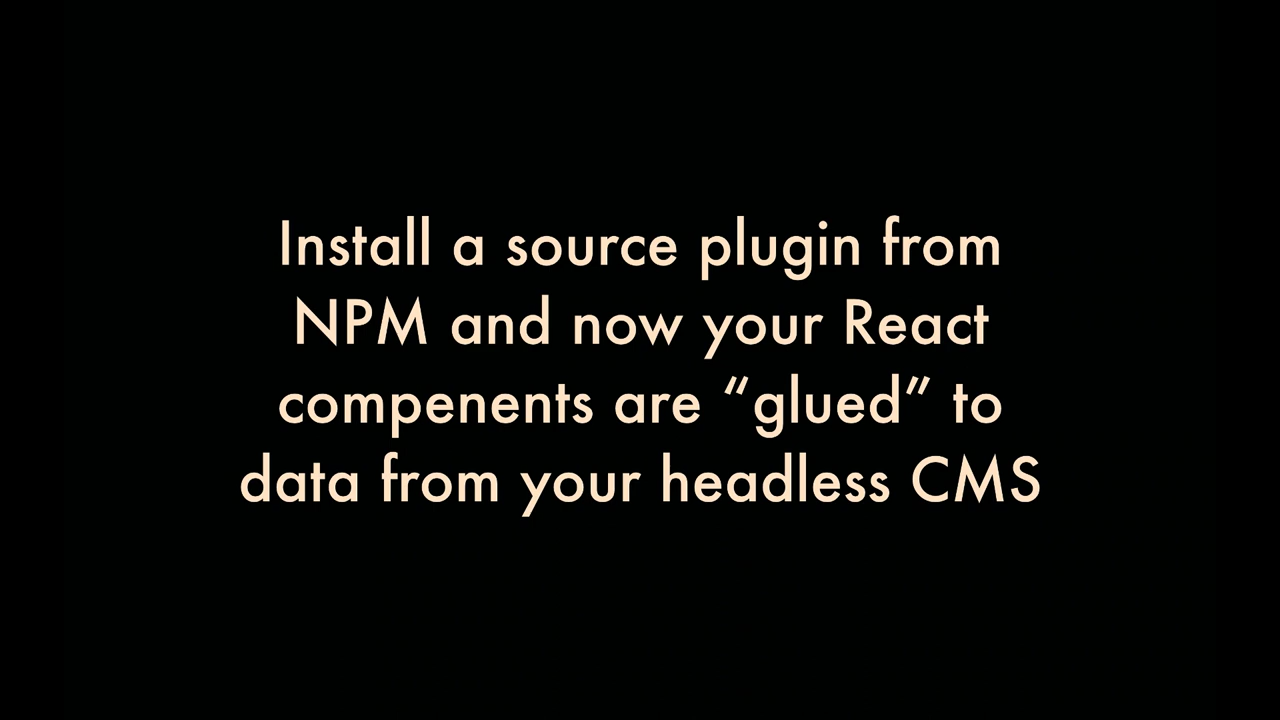 Install a source plugin from
NPM and now your React
compenents are “glued” to
data from your headless CMS